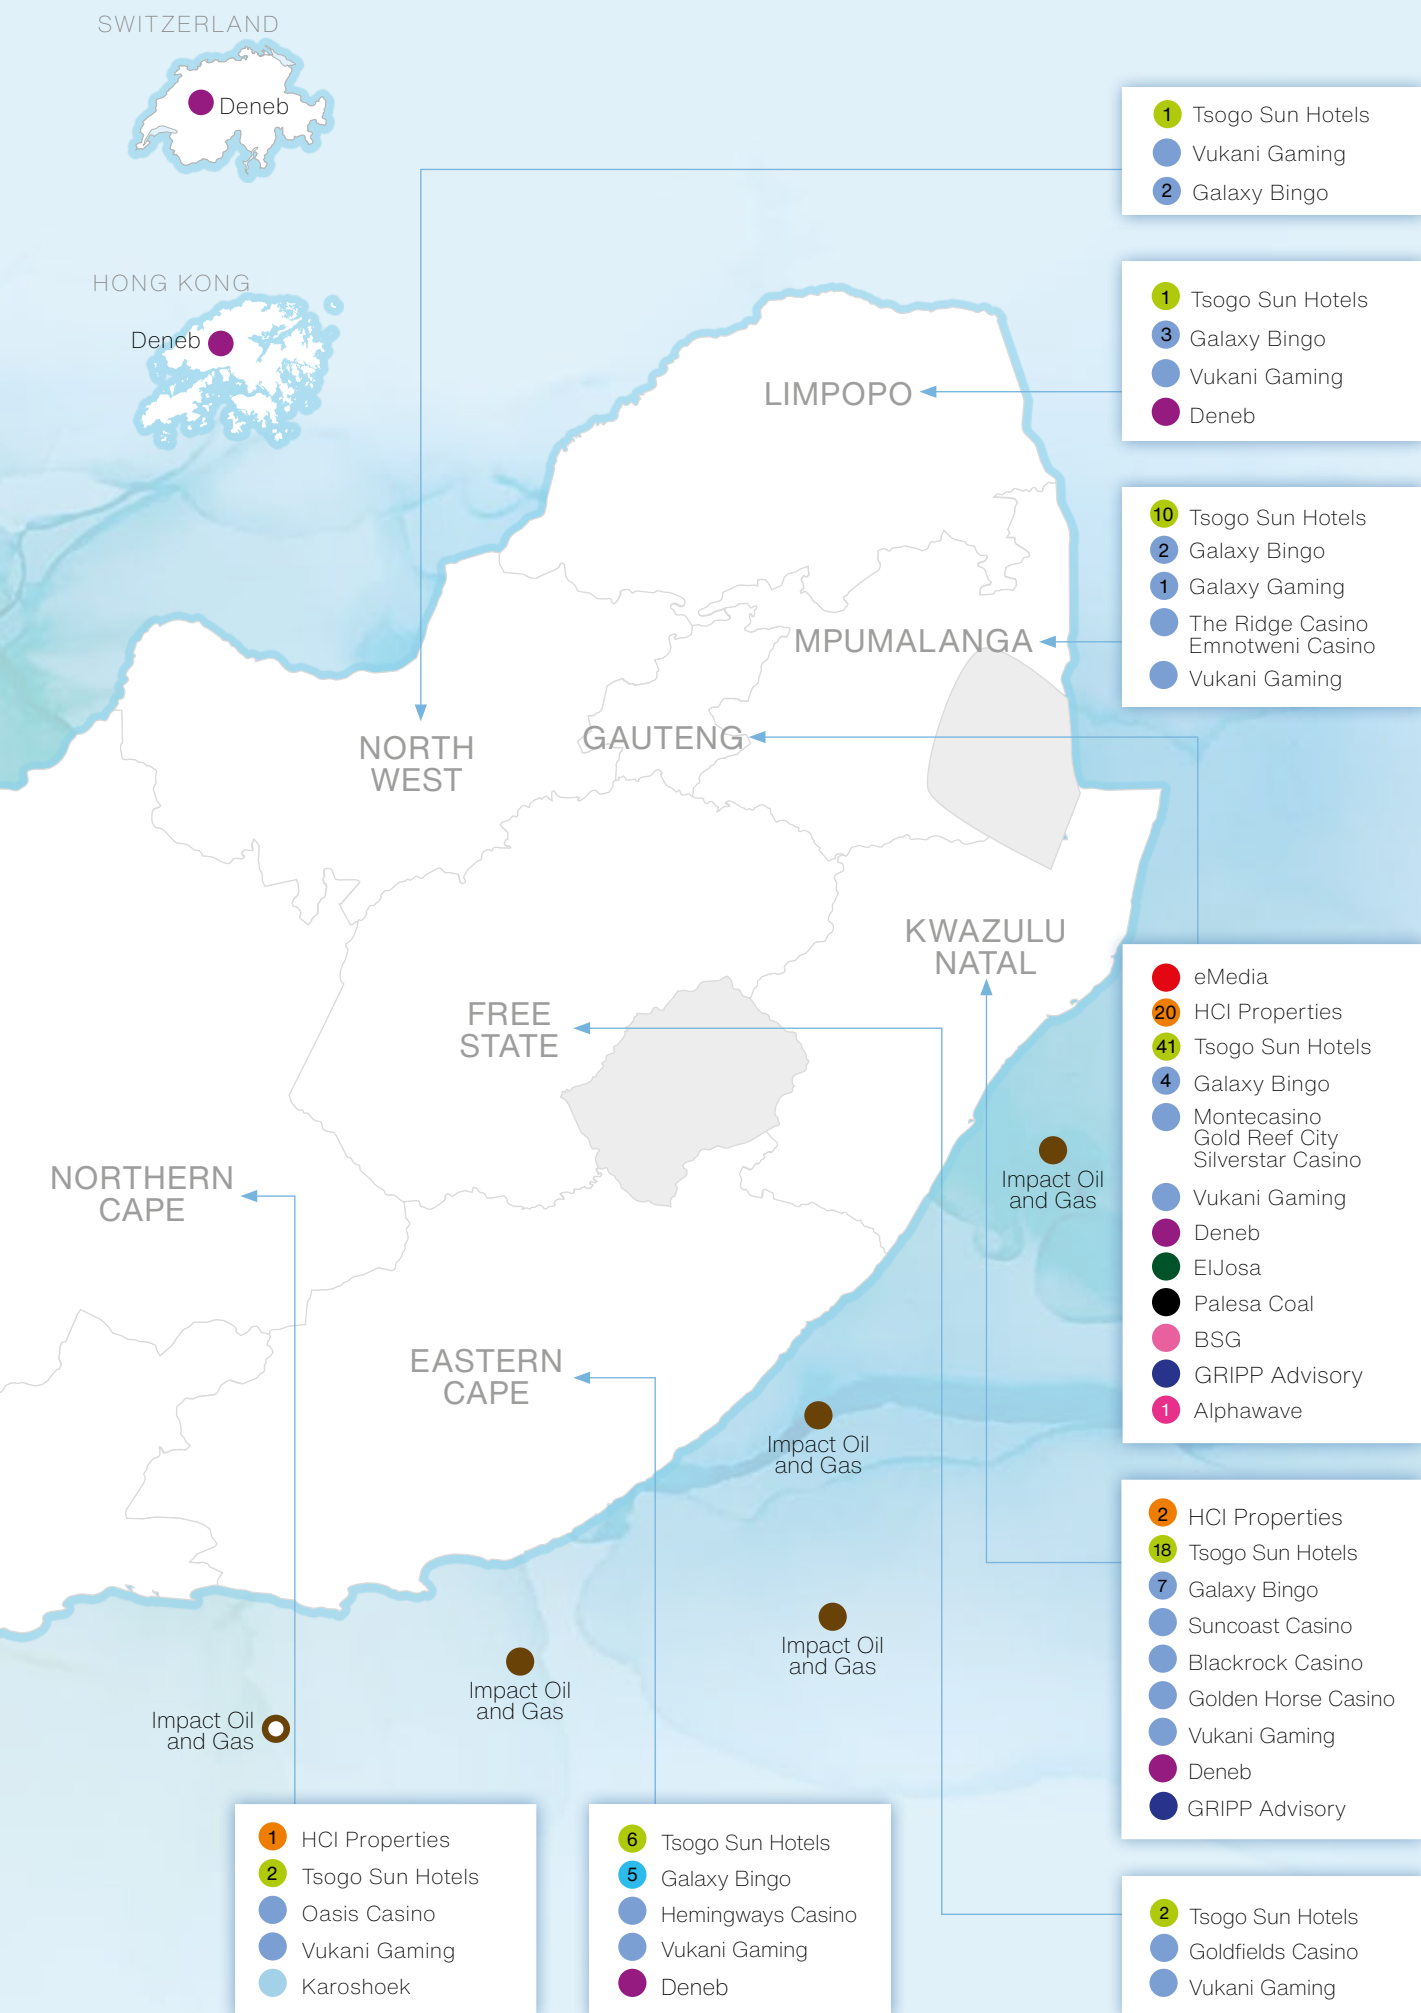 SWITZERLAND
Deneb
HONG KONG
Deneb
1 Tsogo Sun Hotels
Vukani Gaming
2 Galaxy Bingo
1 Tsogo Sun Hotels
3 Galaxy Bingo
Vukani Gaming
Deneb
LIMPOPO
10 Tsogo Sun Hotels
2 Galaxy Bingo
1 Galaxy Gaming
The Ridge Casino
Emnotweni Casino
Vukani Gaming
MPUMALANGA
GAUTENG
NORTH
WEST
KWAZULU
NATAL
FREE
STATE
eMedia
20 HCI Properties
41 Tsogo Sun Hotels
4 Galaxy Bingo
Montecasino
Gold Reef City
Silverstar Casino
Vukani Gaming
Deneb
ElJosa
Palesa Coal
BSG
GRIPP Advisory
1 Alphawave
NORTHERN
CAPE
Impact Oil
and Gas
EASTERN
CAPE
Impact Oil
and Gas
2 HCI Properties
18 Tsogo Sun Hotels
7 Galaxy Bingo
Suncoast Casino
Blackrock Casino
Golden Horse Casino
Vukani Gaming
Deneb
GRIPP Advisory
Impact Oil
and Gas
Impact Oil
and Gas
Impact Oil
and Gas
1 HCI Properties
2 Tsogo Sun Hotels
Oasis Casino
Vukani Gaming
Karoshoek
6 Tsogo Sun Hotels
5 Galaxy Bingo
Hemingways Casino
Vukani Gaming
Deneb
2 Tsogo Sun Hotels
Goldfields Casino
Vukani Gaming